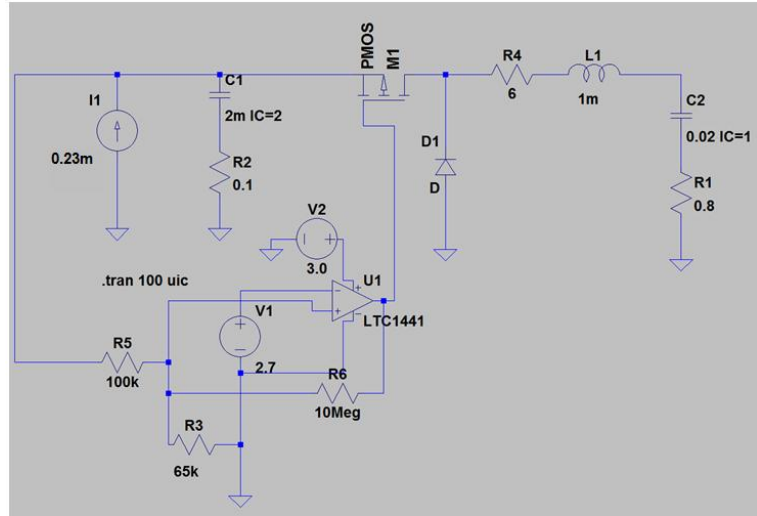 PMOS
M1
R4
6
L1
1m
C1
2m IC=2
I1
0.23m
C2
0.02 IC=1
D1
D
R2
0.1
R1
0.8
V2
3.0
.tran 100 uic
U1
LTC1441
V1
2.7
R5
100k
R6
10Meg
R3
65k